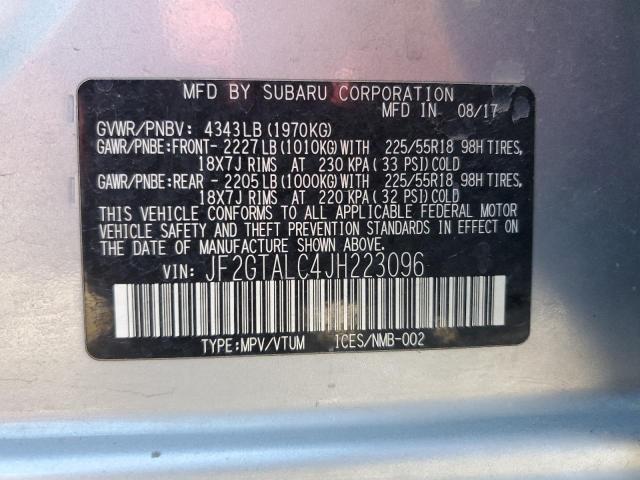 MFD BY SUBARU CORPORATION
MFD IN 08/17
GVWR/PNBV: 4343LB(1970KG)
GAWR/PNBE:FRONT- 2227LB(1010KG)WITH 225/55R18 98H TIRES,
18X7J RIMS AT 230 KPA(33 PSI)COLD
GAWR/PNBE:REAR - 2205LB(1000KG)WITH 225/55R18 98H TIRES,
18X7J RIMS AT 220 KPA(32 PSI)COLD
THIS VEHICLE CONFORMS TO ALL APPLICABLE FEDERAL MOTOR
VEHICLE SAFETY AND THEFT PREVENTION STANDARDS IN EFFECT ON
THE DATE OF MANUFACTURE SHOWN ABOVE.
VIN: JF2GTALC4JH223096
TYPE:MPV/VTUM ICES/NMB-002